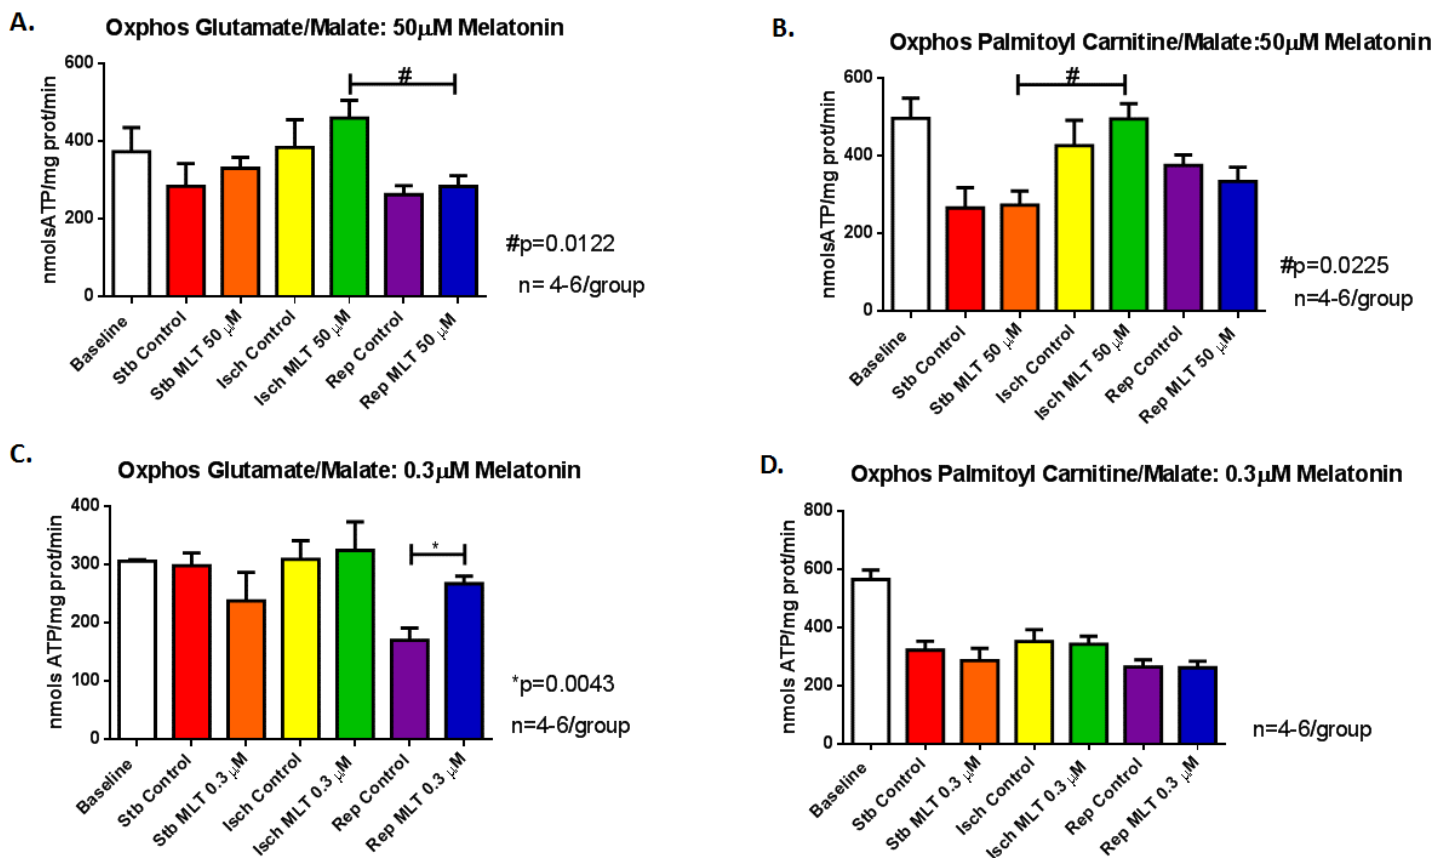 A.
Oxphos Glutamate/Malate: 50μM Melatonin
nmolsATP/mg prot/min
600
400
200
0
#
#p=0.0122
n= 4-6/group
Baseline
Stb Control
Stb MLT 50 μM
Isch Control
Isch MLT 50 μM
Rep Control
Rep MLT 50 μM
B.
Oxphos Palmitoyl Carnitine/Malate:50μM Melatonin
nmolsATP/mg prot/min
600
400
200
0
#
#p=0.0225
n=4-6/group
Baseline
Stb Control
Stb MLT 50 μM
Isch Control
Isch MLT 50 μM
Rep Control
Rep MLT 50 μM
C.
Oxphos Glutamate/Malate: 0.3μM Melatonin
nmols ATP/mg prot/min
400
300
200
100
0
*
*p=0.0043
n=4-6/group
Baseline
Stb Control
Stb MLT 0.3 μM
Isch Control
Isch MLT 0.3 μM
Rep Control
Rep MLT 0.3 μM
D.
Oxphos Palmitoyl Carnitine/Malate: 0.3μM Melatonin
nmols ATP/mg prot/min
800
600
400
200
0
n=4-6/group
Baseline
Stb Control
Stb MLT 0.3 μM
Isch Control
Isch MLT 0.3 μM
Rep Control
Rep MLT 0.3 μM